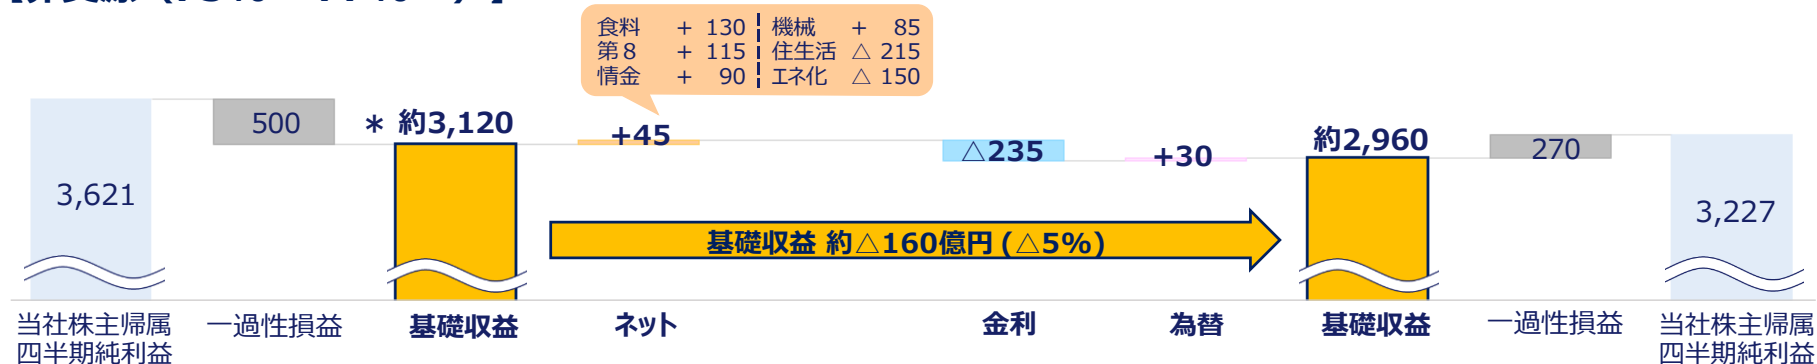 食料 + 130 機械 + 85
第8 + 115 住生活 △ 215
情金 + 90 エネ化 △ 150
500
* 約3,120
+45
△235
+30
約2,960
270
3,621
3,227
基礎収益 約△160億円 (△5%)
当社株主帰属
四半期純利益
一過性損益
基礎収益
ネット
金利
為替
基礎収益
一過性損益
当社株主帰属
四半期純利益